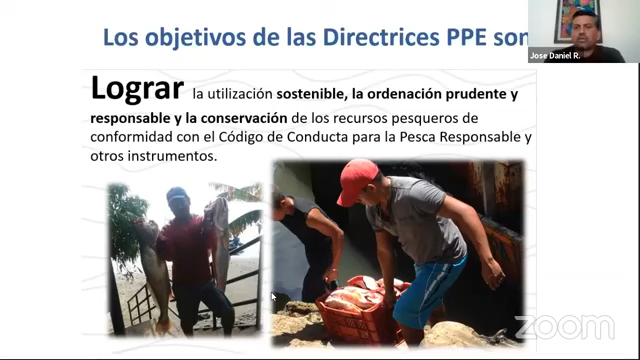 Los objetivos de las Directrices PPE son
Jose Daniel R.
Lograr la utilización sostenible, la ordenación prudente y
responsable y la conservación de los recursos pesqueros de
conformidad con el Código de Conducta para la Pesca Responsable y
otros instrumentos.
zoom